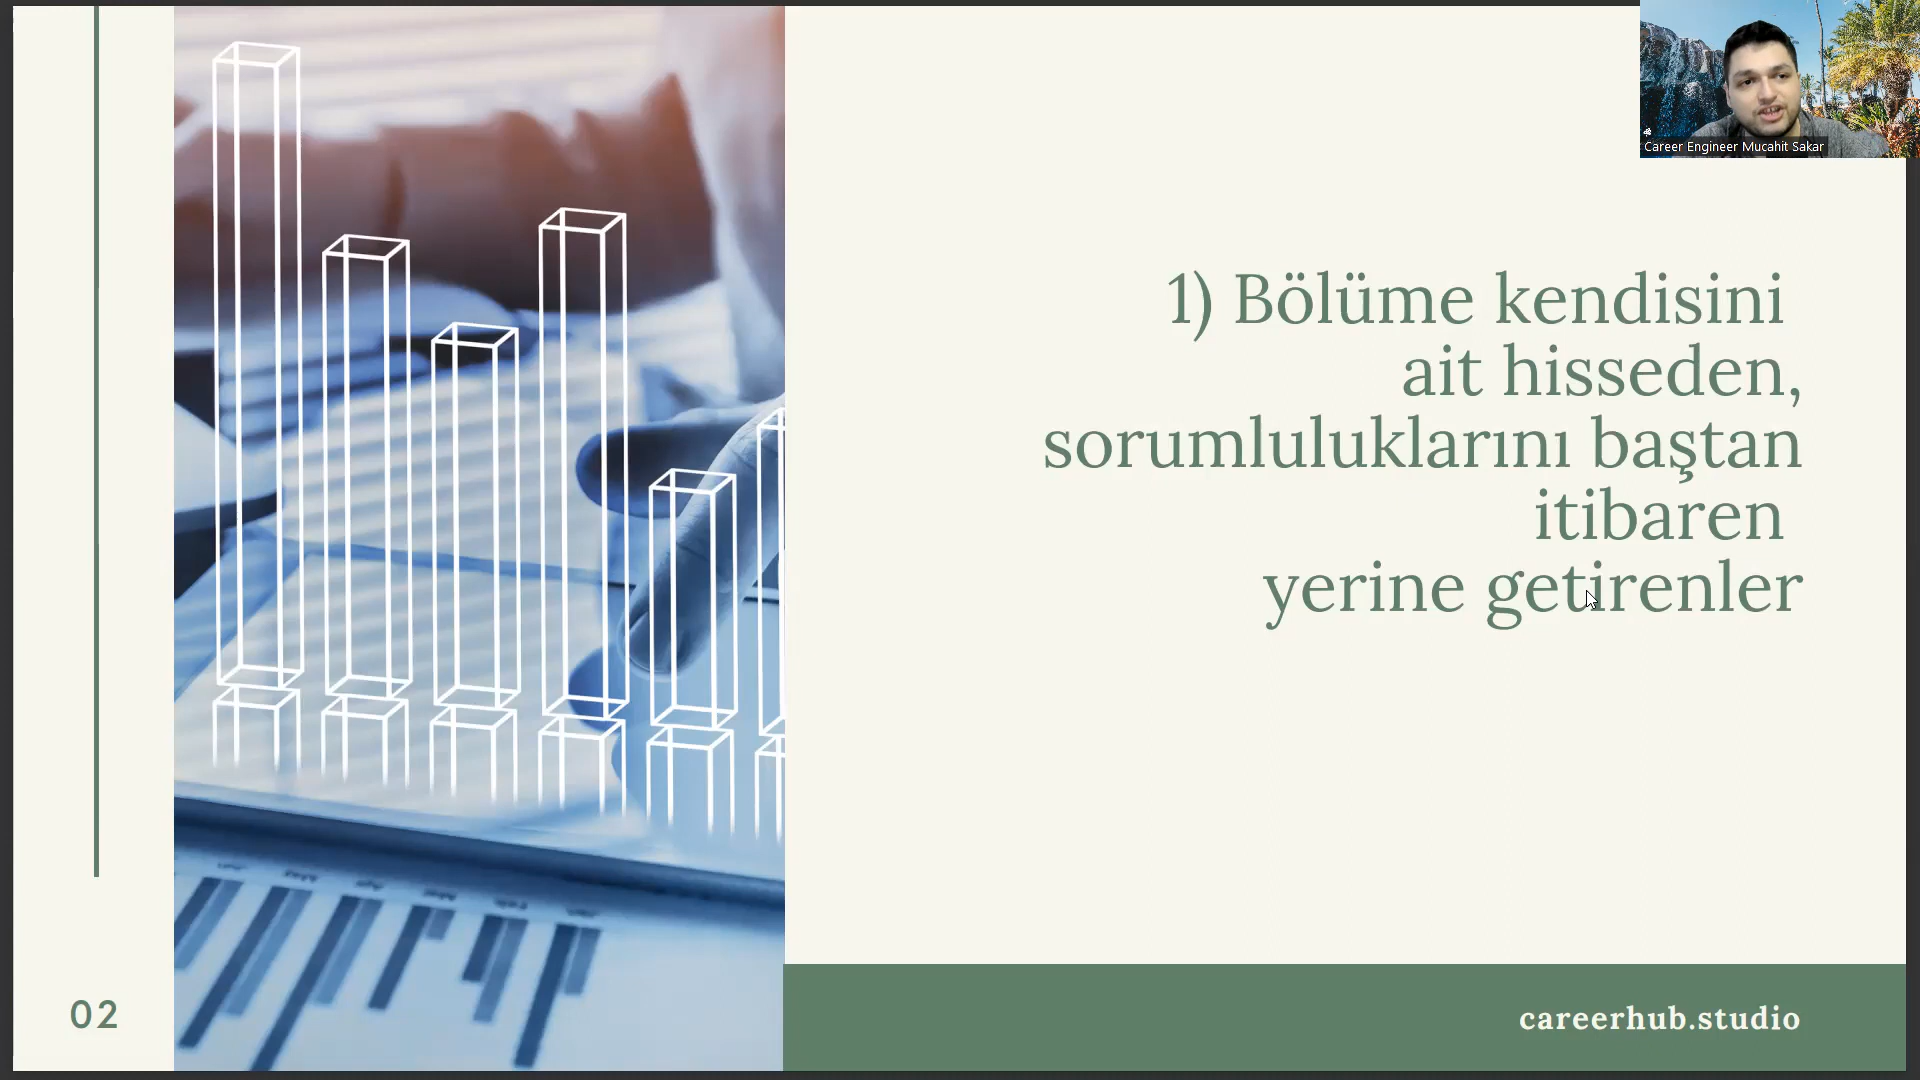 Career Engineer Mucahit Sakar
1) Bölüme kendisini
ait hisseden,
sorumluluklarını baştan
itibaren
yerine getirenler
02
careerhub.studio